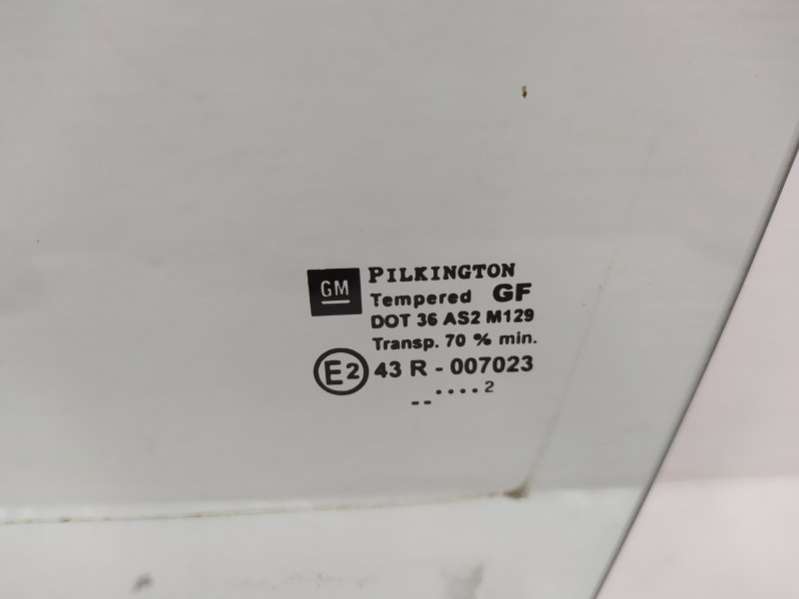 GM
PILKINGTON
Tempered GF
DOT 36 AS2 M129
Transp. 70 % min.
E2 43 R - 007023
--····2